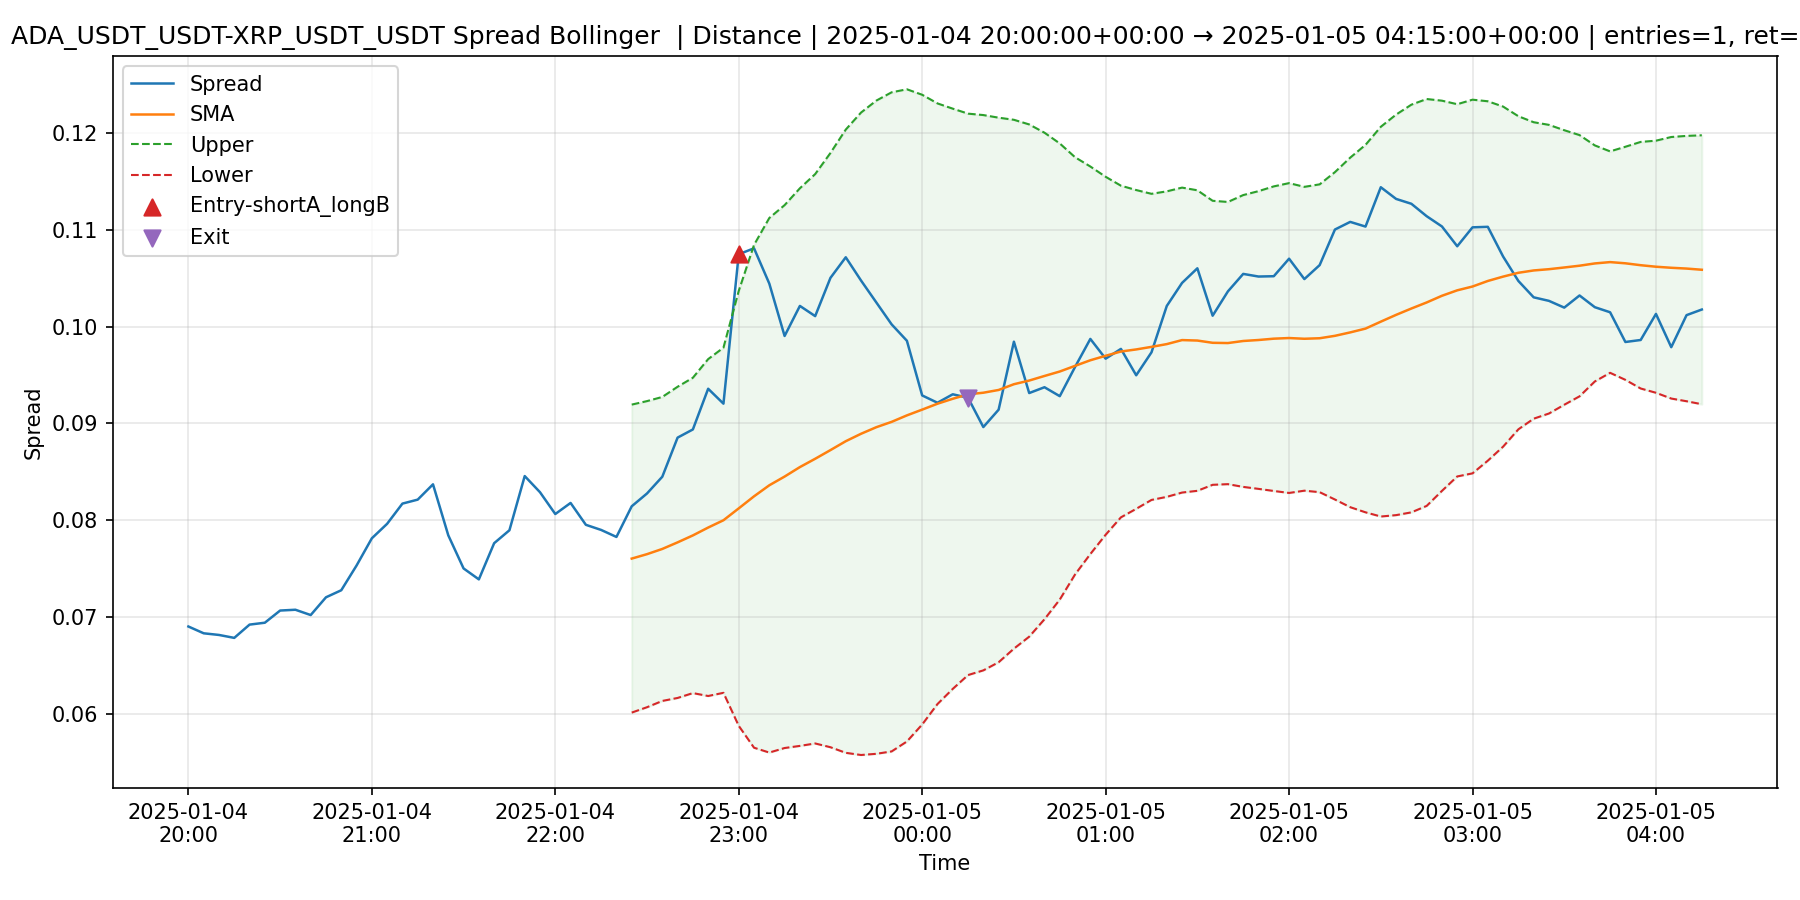 ADA_USDT_USDT-XRP_USDT_USDT Spread Bollinger | Distance | 2025-01-04 20:00:00+00:00 → 2025-01-05 04:15:00+00:00 | entries=1, ret=
Spread
SMA
Upper
Lower
Entry-shortA_longB
Exit
0.12
0.11
0.10
0.09
0.08
0.07
0.06
Spread
2025-01-04 2025-01-04 2025-01-04 2025-01-04 2025-01-05 2025-01-05 2025-01-05 2025-01-05 2025-01-05
20:00 21:00 22:00 23:00 00:00 01:00 02:00 03:00 04:00
Time